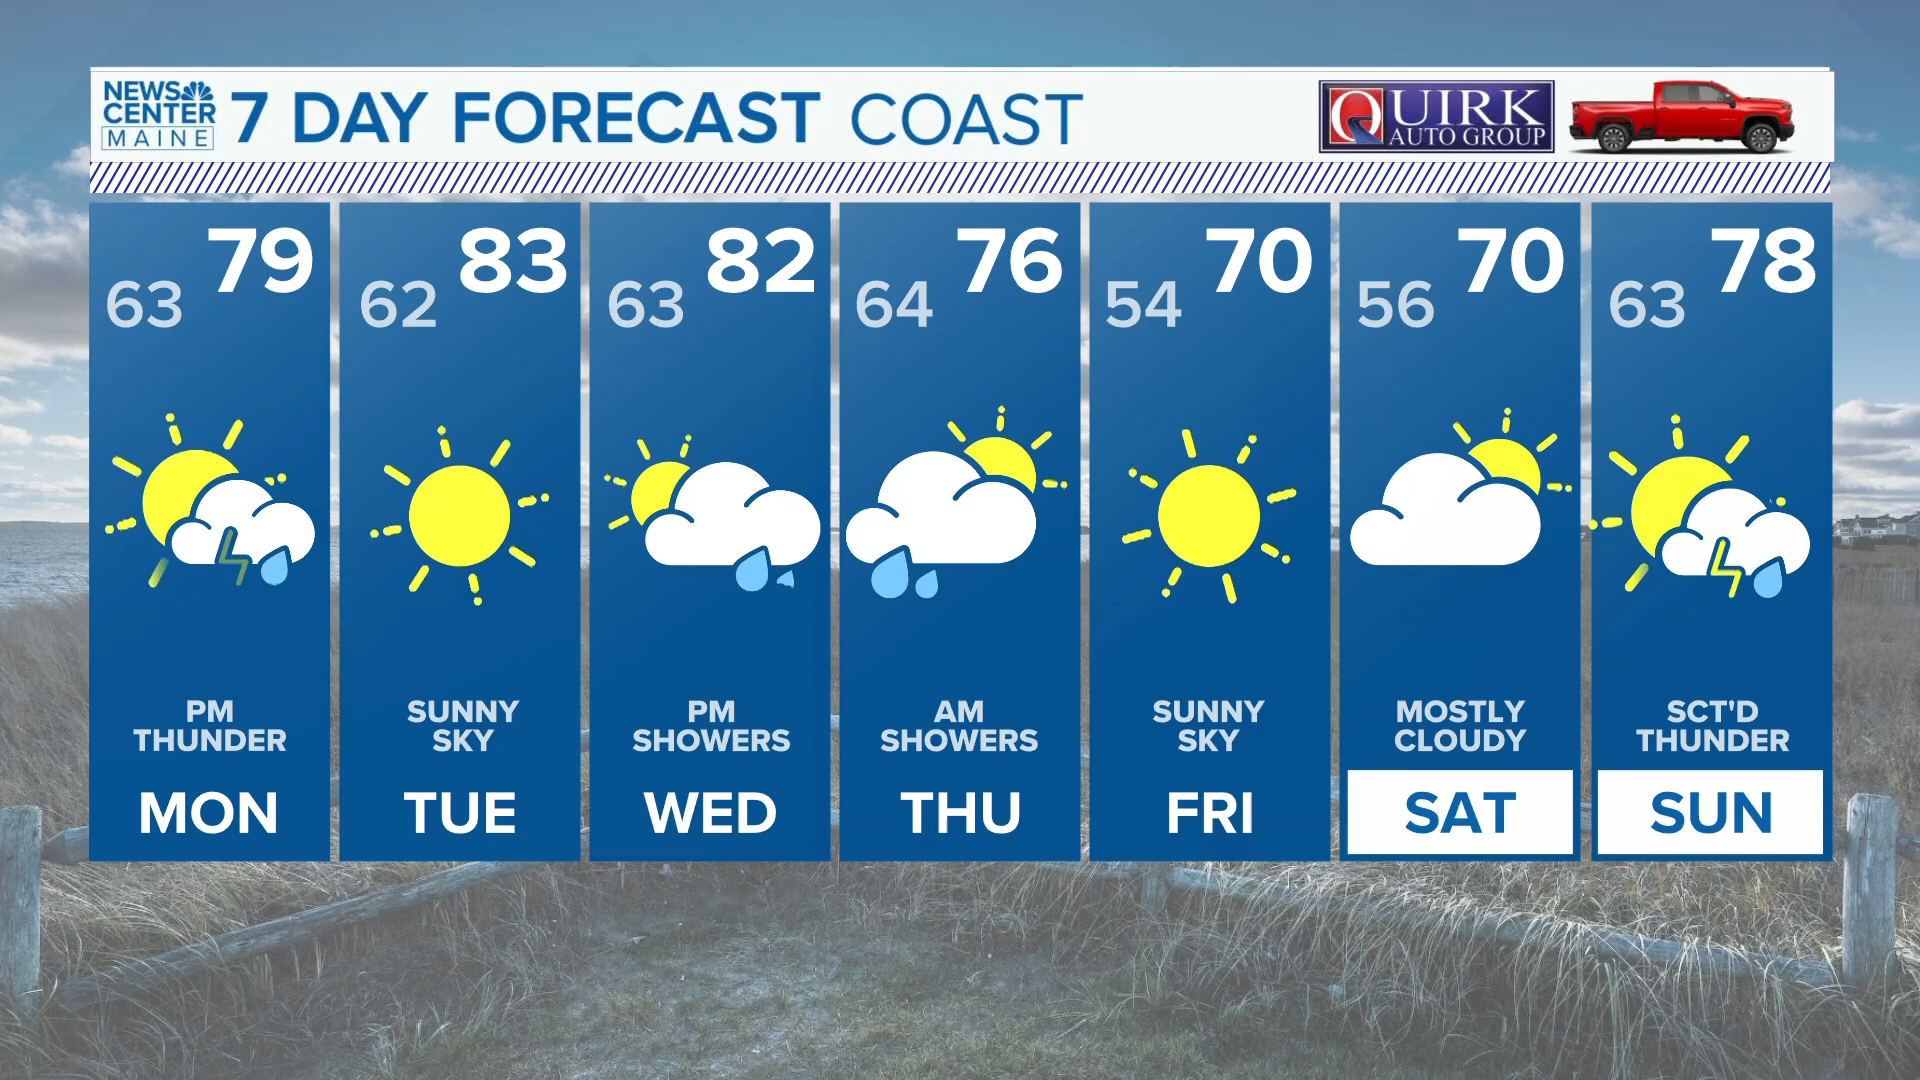 NEWS
CENTER
MAINE
7 DAY FORECAST COAST
QUIRK
AUTO GROUP
63 79
62 83
63 82
64 76
54 70
56 70
63 78
PM
THUNDER
SUNNY
SKY
PM
SHOWERS
AM
SHOWERS
SUNNY
SKY
MOSTLY
CLOUDY
SCT'D
THUNDER
MON
TUE
WED
THU
FRI
SAT
SUN